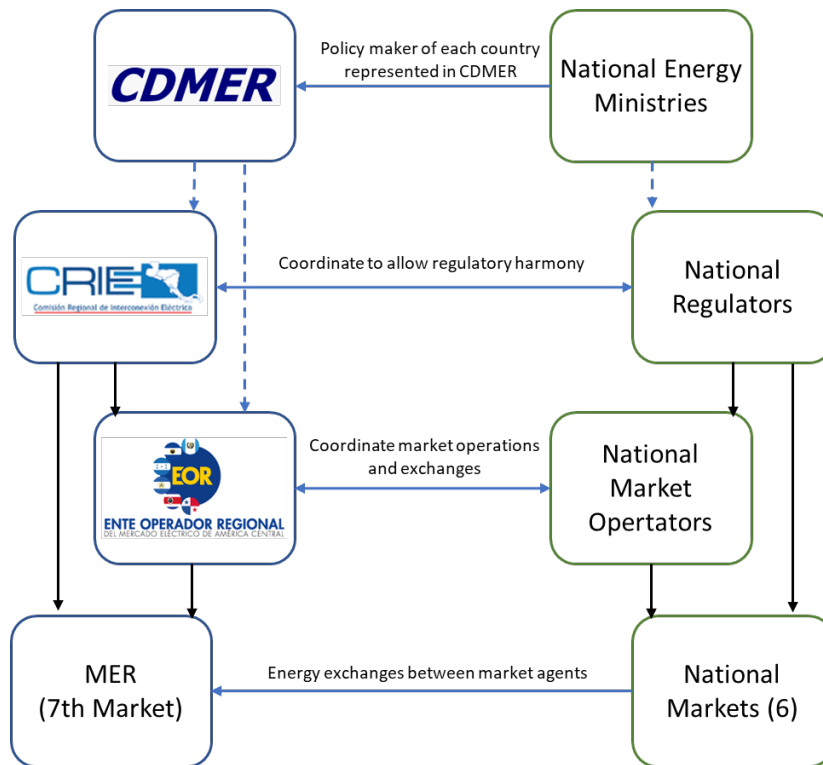 CDMER
Policy maker of each country
represented in CDMER
National Energy
Ministries
CRIE
Comisión Regional de Interconexión Eléctrica
Coordinate to allow regulatory harmony
National
Regulators
EOR
ENTE OPERADOR REGIONAL
DEL MERCADO ELÉCTRICO DE AMÉRICA CENTRAL
Coordinate market operations
and exchanges
National
Market
Opertators
MER
(7th Market)
Energy exchanges between market agents
National
Markets (6)